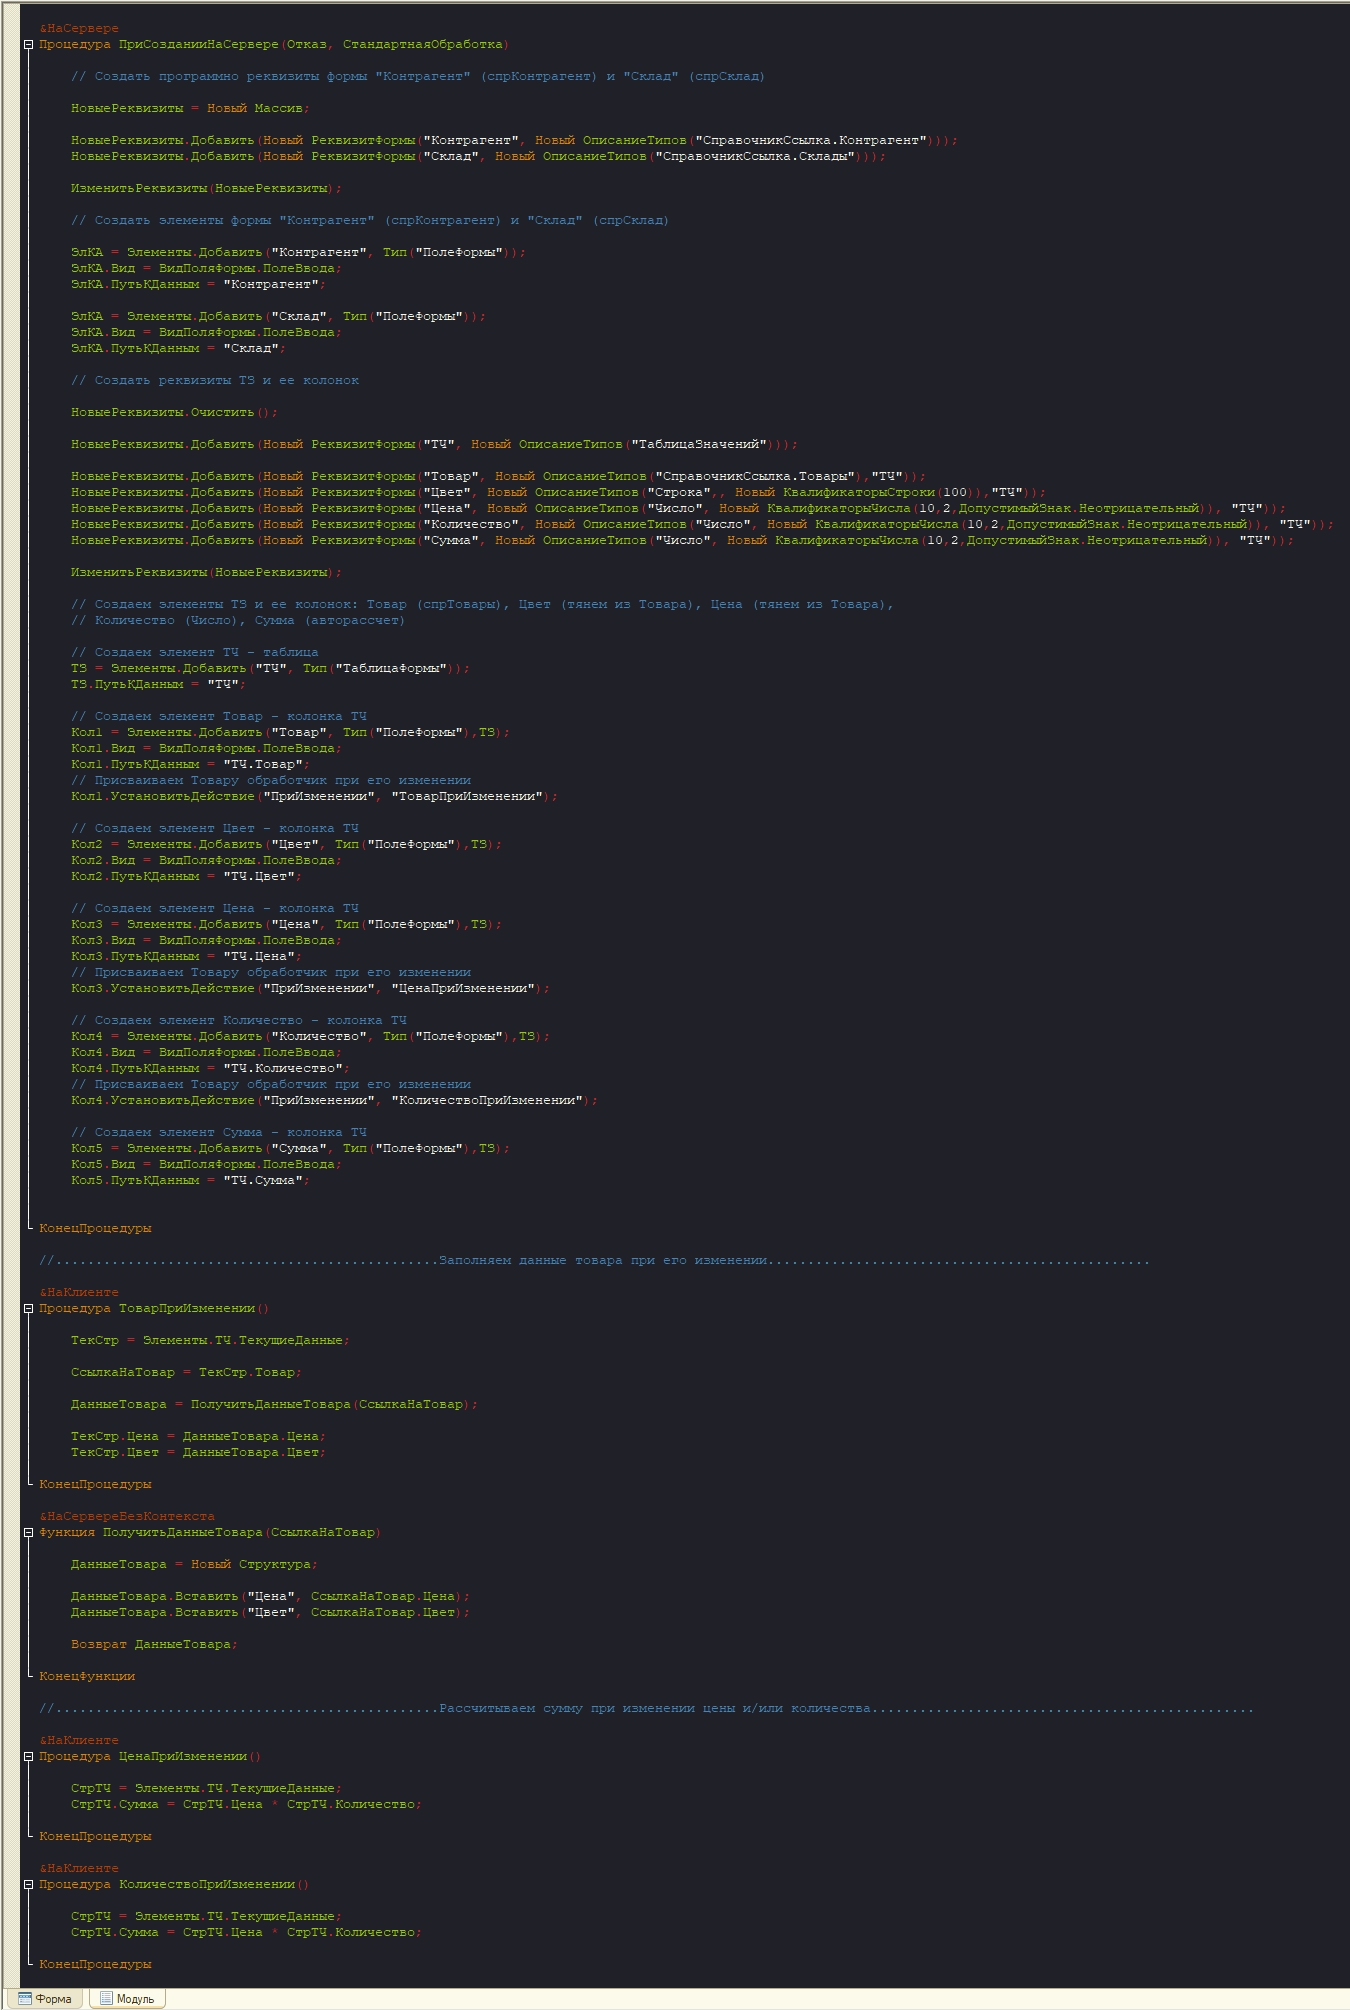 &НаСервере
Процедура ПриСозданииНаСервере(Отказ, СтандартнаяОбработка)
// Создать программно реквизиты формы "Контрагент" (спрКонтрагент) и "Склад" (спрСклад)
НовыеРеквизиты = Новый Массив;
НовыеРеквизиты.Добавить(Новый РеквизитФормы("Контрагент", Новый ОписаниеТипов("СправочникСсылка.Контрагент")));
НовыеРеквизиты.Добавить(Новый РеквизитФормы("Склад", Новый ОписаниеТипов("СправочникСсылка.Склады")));
ИзменитьРеквизиты(НовыеРеквизиты);
// Создать элементы формы "Контрагент" (спрКонтрагент) и "Склад" (спрСклад)
ЭлКА = Элементы.Добавить("Контрагент", Тип("ПолеФормы"));
ЭлКА.Вид = ВидПоляФормы.ПолеВвода;
ЭлКА.ПутьКДанным = "Контрагент";
ЭлКА = Элементы.Добавить("Склад", Тип("ПолеФормы"));
ЭлКА.Вид = ВидПоляФормы.ПолеВвода;
ЭлКА.ПутьКДанным = "Склад";
// Создать реквизиты ТЗ и ее колонок
НовыеРеквизиты.Очистить();
НовыеРеквизиты.Добавить(Новый РеквизитФормы("ТЧ", Новый ОписаниеТипов("ТаблицаЗначений")));
НовыеРеквизиты.Добавить(Новый РеквизитФормы("Товар", Новый ОписаниеТипов("СправочникСсылка.Товары"),"ТЧ"));
НовыеРеквизиты.Добавить(Новый РеквизитФормы("Цвет", Новый ОписаниеТипов("Строка",, Новый КвалификаторыСтроки(100)),"ТЧ"));
НовыеРеквизиты.Добавить(Новый РеквизитФормы("Цена", Новый ОписаниеТипов("Число", Новый КвалификаторыЧисла(10,2,ДопустимыйЗнак.Неотрицательный)), "ТЧ"));
НовыеРеквизиты.Добавить(Новый РеквизитФормы("Количество", Новый ОписаниеТипов("Число", Новый КвалификаторыЧисла(10,2,ДопустимыйЗнак.Неотрицательный)), "ТЧ"));
НовыеРеквизиты.Добавить(Новый РеквизитФормы("Сумма", Новый ОписаниеТипов("Число", Новый КвалификаторыЧисла(10,2,ДопустимыйЗнак.Неотрицательный)), "ТЧ"));
ИзменитьРеквизиты(НовыеРеквизиты);
// Создаем элементы ТЗ и ее колонок: Товар (спрТовары), Цвет (тянем из Товара), Цена (тянем из Товара),
// Количество (Число), Сумма (авторассчет)
// Создаем элемент ТЧ - таблица
ТЗ = Элементы.Добавить("ТЧ", Тип("ТаблицаФормы"));
ТЗ.ПутьКДанным = "ТЧ";
// Создаем элемент Товар - колонка ТЧ
Кол1 = Элементы.Добавить("Товар", Тип("ПолеФормы"),ТЗ);
Кол1.Вид = ВидПоляФормы.ПолеВвода;
Кол1.ПутьКДанным = "ТЧ.Товар";
// Присваиваем Товару обработчик при его изменении
Кол1.УстановитьДействие("ПриИзменении", "ТоварПриИзменении");
// Создаем элемент Цвет - колонка ТЧ
Кол2 = Элементы.Добавить("Цвет", Тип("ПолеФормы"),ТЗ);
Кол2.Вид = ВидПоляФормы.ПолеВвода;
Кол2.ПутьКДанным = "ТЧ.Цвет";
// Создаем элемент Цена - колонка ТЧ
Кол3 = Элементы.Добавить("Цена", Тип("ПолеФормы"),ТЗ);
Кол3.Вид = ВидПоляФормы.ПолеВвода;
Кол3.ПутьКДанным = "ТЧ.Цена";
// Присваиваем Товару обработчик при его изменении
Кол3.УстановитьДействие("ПриИзменении", "ЦенаПриИзменении");
// Создаем элемент Количество - колонка ТЧ
Кол4 = Элементы.Добавить("Количество", Тип("ПолеФормы"),ТЗ);
Кол4.Вид = ВидПоляФормы.ПолеВвода;
Кол4.ПутьКДанным = "ТЧ.Количество";
// Присваиваем Товару обработчик при его изменении
Кол4.УстановитьДействие("ПриИзменении", "КоличествоПриИзменении");
// Создаем элемент Сумма - колонка ТЧ
Кол5 = Элементы.Добавить("Сумма", Тип("ПолеФормы"),ТЗ);
Кол5.Вид = ВидПоляФормы.ПолеВвода;
Кол5.ПутьКДанным = "ТЧ.Сумма";
КонецПроцедуры
//................................................Заполняем данные товара при его изменении................................................
&НаКлиенте
Процедура ТоварПриИзменении()
ТекСтр = Элементы.ТЧ.ТекущиеДанные;
СсылкаНаТовар = ТекСтр.Товар;
ДанныеТовара = ПолучитьДанныеТовара(СсылкаНаТовар);
ТекСтр.Цена = ДанныеТовара.Цена;
ТекСтр.Цвет = ДанныеТовара.Цвет;
КонецПроцедуры
&НаСервереБезКонтекста
Функция ПолучитьДанныеТовара(СсылкаНаТовар)
ДанныеТовара = Новый Структура;
ДанныеТовара.Вставить("Цена", СсылкаНаТовар.Цена);
ДанныеТовара.Вставить("Цвет", СсылкаНаТовар.Цвет);
Возврат ДанныеТовара;
КонецФункции
//................................................Рассчитываем сумму при изменении цены и/или количества................................................
&НаКлиенте
Процедура ЦенаПриИзменении()
СтрТЧ = Элементы.ТЧ.ТекущиеДанные;
СтрТЧ.Сумма = СтрТЧ.Цена * СтрТЧ.Количество;
КонецПроцедуры
&НаКлиенте
Процедура КоличествоПриИзменении()
СтрТЧ = Элементы.ТЧ.ТекущиеДанные;
СтрТЧ.Сумма = СтрТЧ.Цена * СтрТЧ.Количество;
КонецПроцедуры
Форма Модуль